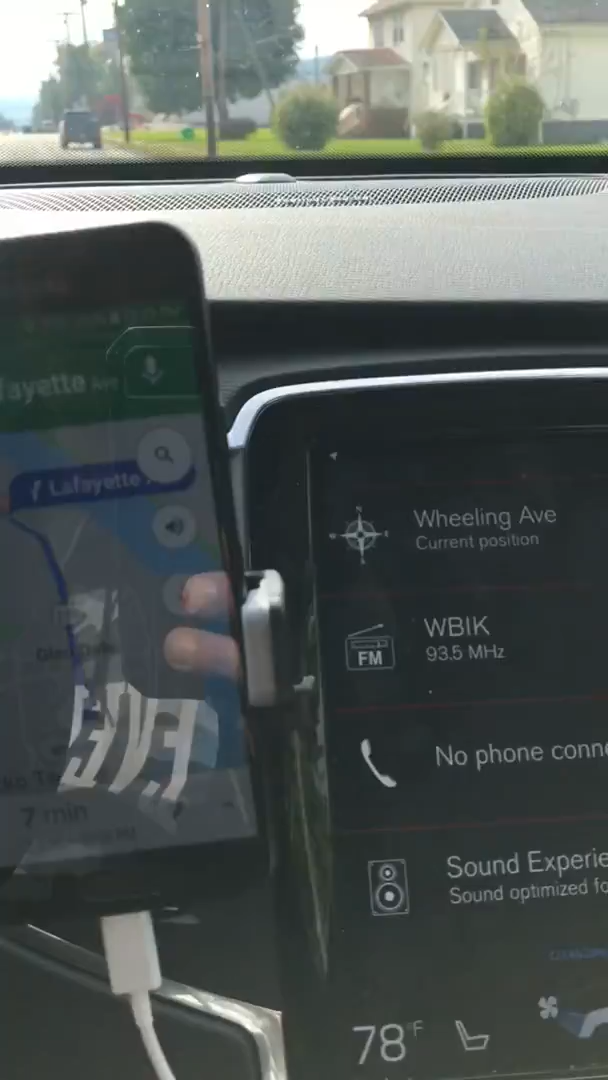 fayette Ave
Lafayette
7 min
Wheeling Ave
Current position
WBIK
FM
93.5 MHz
No phone conne
Sound Experie
Sound optimized fo
78°F